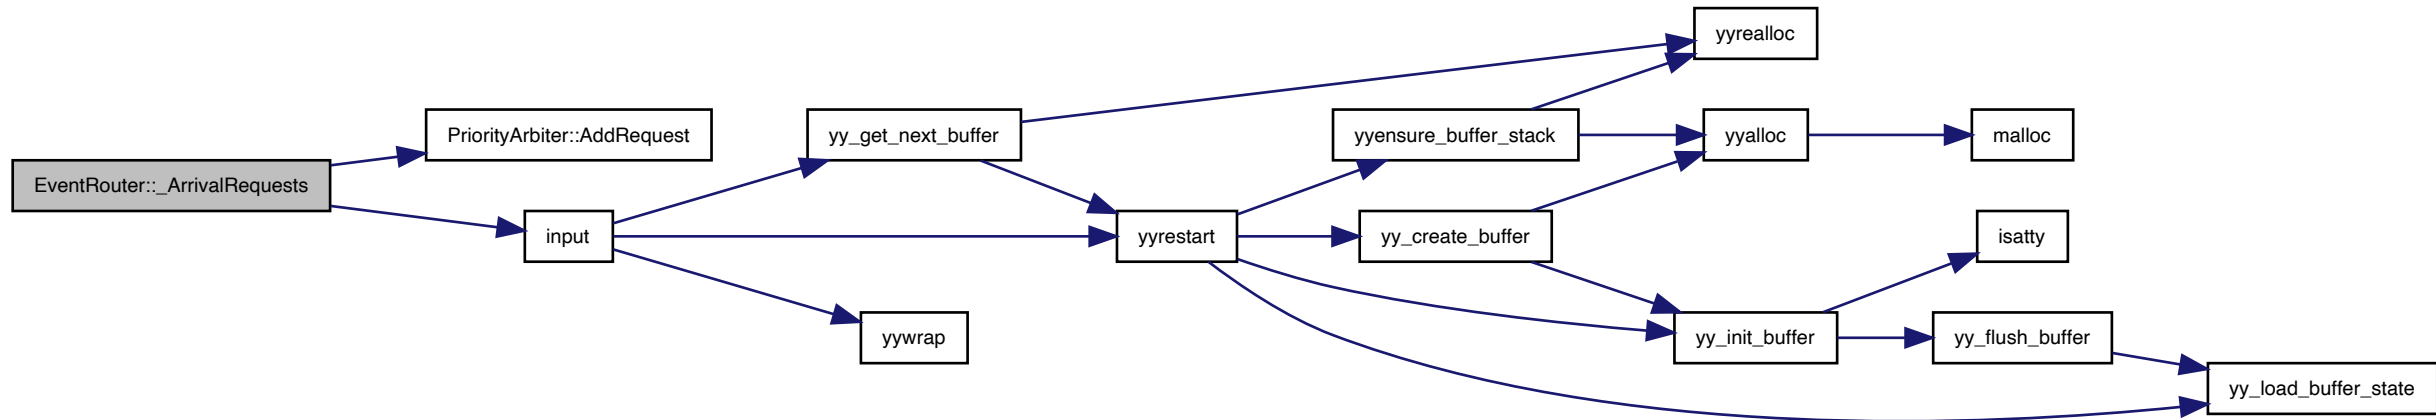 EventRouter::_ArrivalRequests
PriorityArbiter::AddRequest
input
yy_get_next_buffer
yyrestart
yywrap
yyrealloc
yyensure_buffer_stack
yy_create_buffer
yyalloc
malloc
yy_init_buffer
isatty
yy_flush_buffer
yy_load_buffer_state